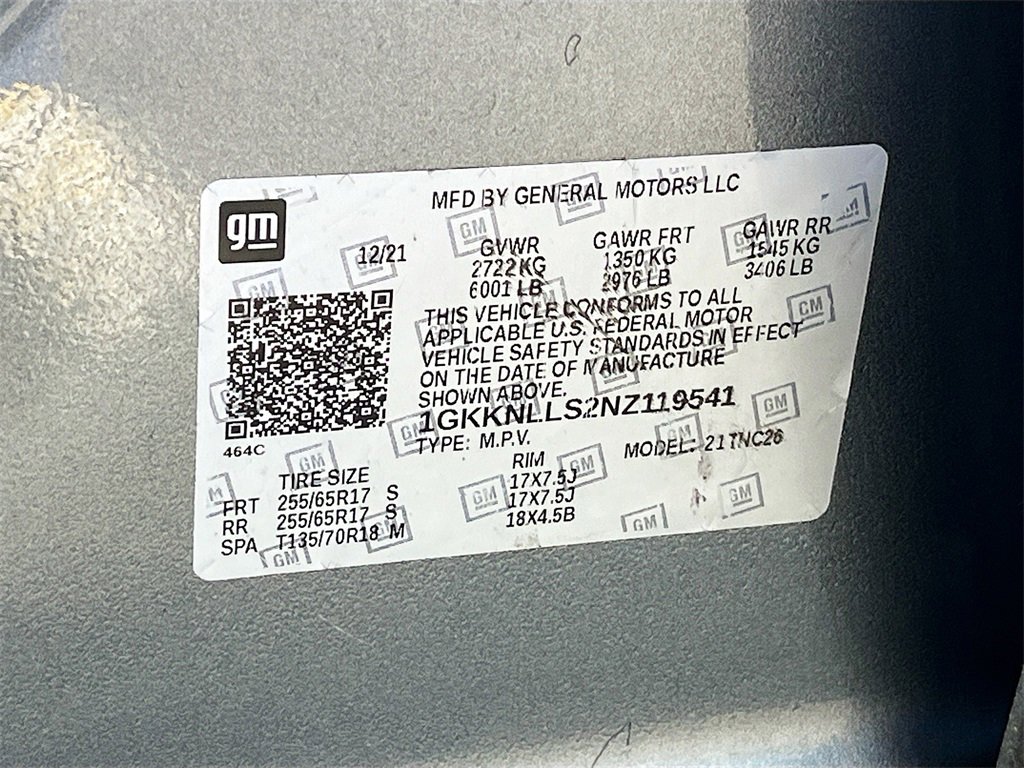 MFD BY GENERAL MOTORS LLC
gm
12/21
GVWR GAWR FRT GAWR RR
2722 KG 1350 KG 1545 KG
6001 LB 2976 LB 3406 LB
THIS VEHICLE CONFORMS TO ALL
APPLICABLE U.S. FEDERAL MOTOR
VEHICLE SAFETY STANDARDS IN EFFECT
ON THE DATE OF MANUFACTURE
SHOWN ABOVE.
1GKKNLLS2NZ119541
464C
TYPE: M.P.V. MODEL: 21TNC26
TIRE SIZE RIM
FRT 255/65R17 S 17X7.5J
RR 255/65R17 S 17X7.5J
SPA T135/70R18 M 18X4.5B